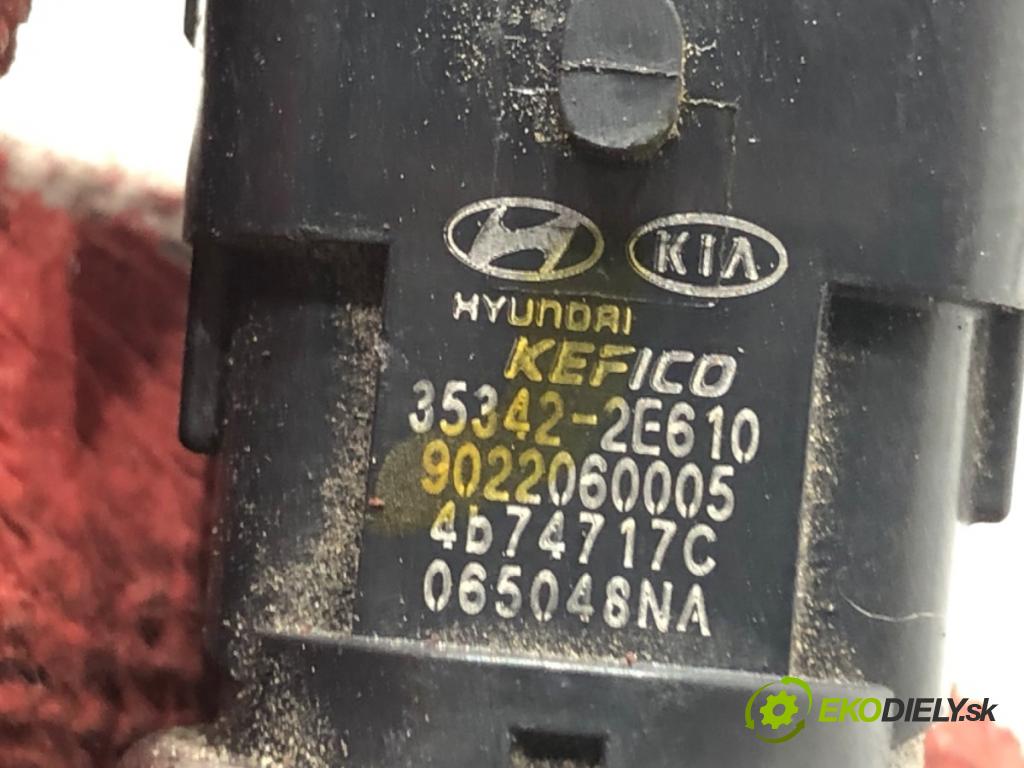 KIA
HYUNDAI
KEFICO
35342-2E610
9022060005
4b74717C
065048NA
EKODIELY.sk